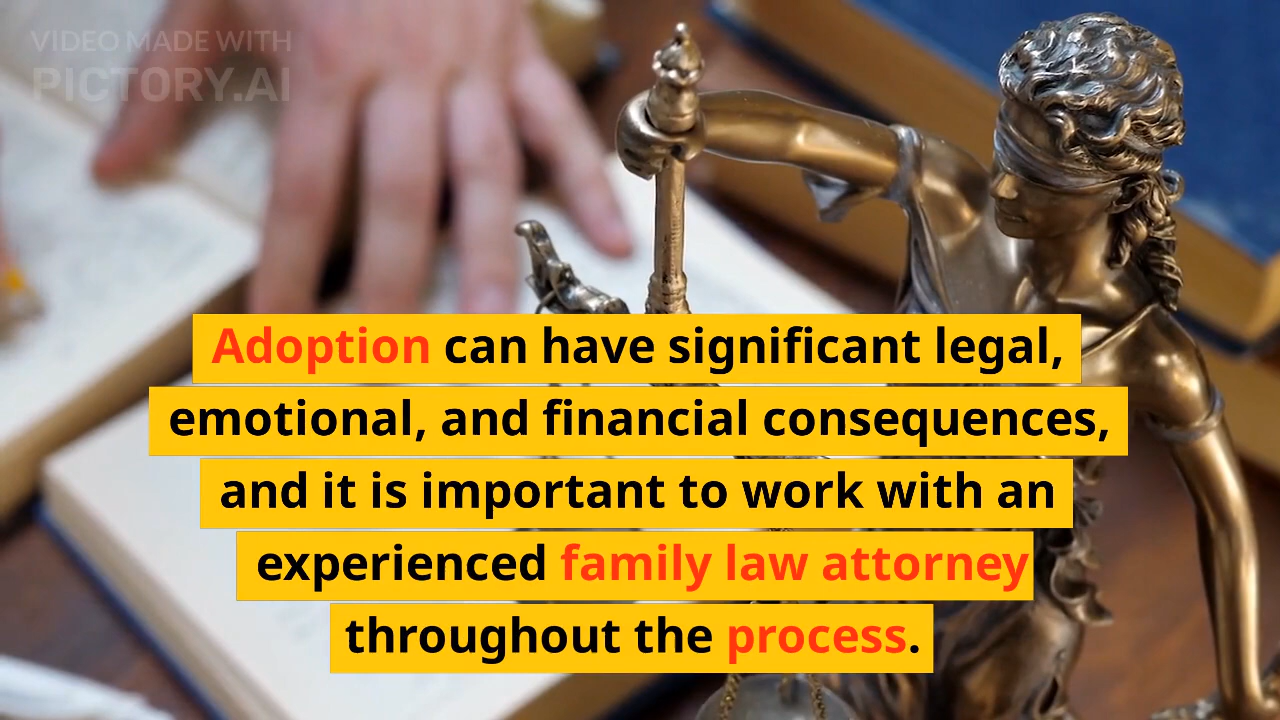 VIDEO MADE WITH
PICTORY.AI
Adoption can have significant legal,
emotional, and financial consequences,
and it is important to work with an
experienced family law attorney
throughout the process.